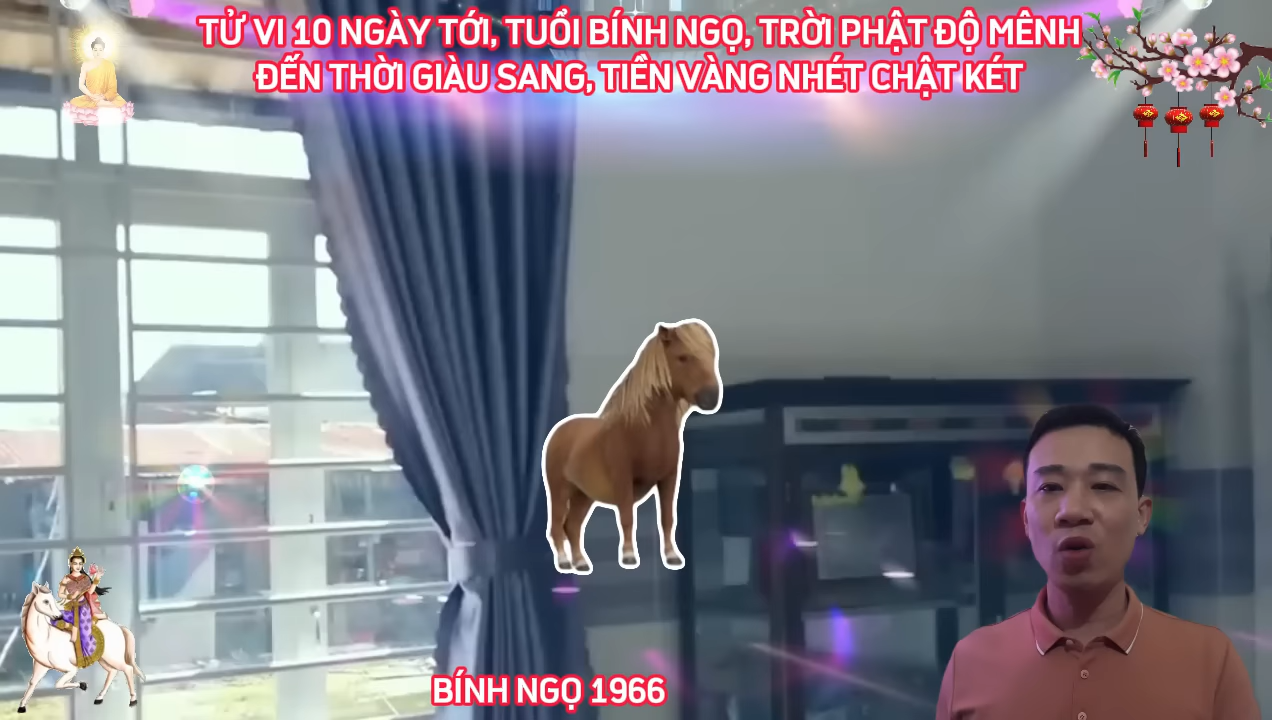 TỬ VI 10 NGÀY TỚI, TUỔI BÍNH NGỌ, TRỜI PHẬT ĐỘ MÊNH
ĐẾN THỜI GIÀU SANG, TIỀN VÀNG NHÉT CHẬT KÉT
BÍNH NGỌ 1966